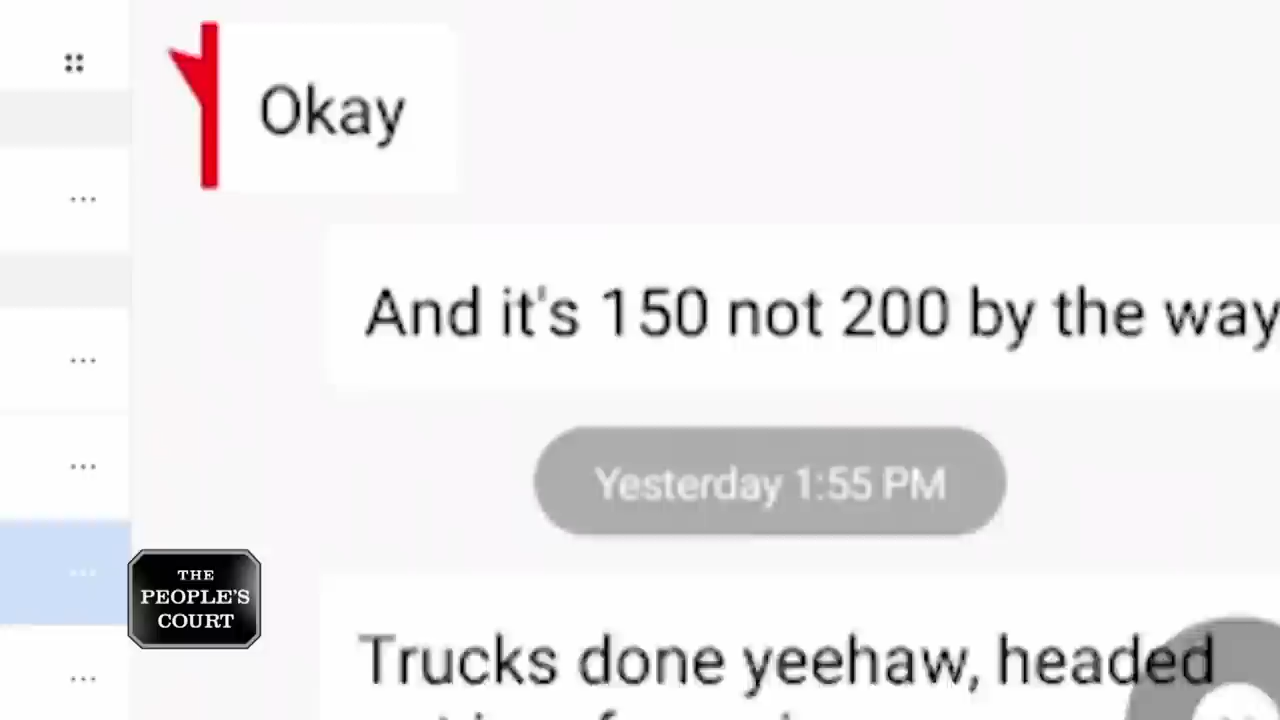 Okay
And it's 150 not 200 by the way
Yesterday 1:55 PM
Trucks done yeehaw, headed
THE
PEOPLE'S
COURT